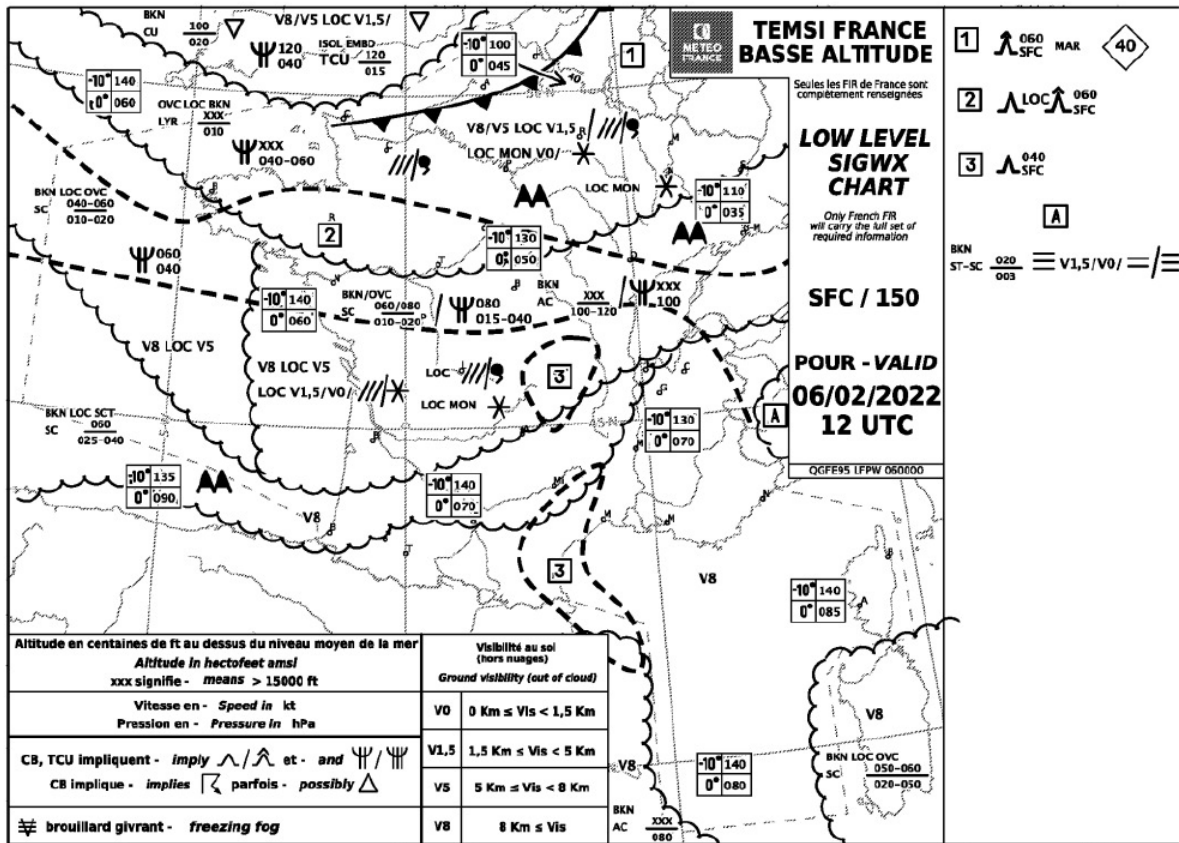 BKN
CU 100
020
V8/V5 LOC V1,5/
120
040
ISOL EMBD
TCU 120
015
-10° 100
0° 045
40
1
-10° 140
0° 060
OVC LOC BKN
LYR XXX
010
XXX
040-060
V8/V5 LOC V1,5
LOC MON V0/
LOC MON
BKN LOC OVC
SC 040-060
010-020
060
040
2
-10° 110
0° 035
-10° 130
0° 050
-10° 140
0° 060
BKN/OVC
SC 060/080
010-020
080
015-040
BKN
AC XXX
100-120
XXX
100
V8 LOC V5
V8 LOC V5
LOC V1,5/V0/
LOC
LOC MON
3
45-N
A
BKN LOC SCT
SC 060
025-040
-10° 130
0° 070
-10° 135
0° 090
-10° 140
0° 070
V8
3
V8
-10° 140
0° 085
V8
V8
-10° 140
0° 080
BKN
AC XXX
080
BKN LOC OVC
SC 050-060
020-050
METEO
FRANCE
TEMSI FRANCE
BASSE ALTITUDE
Seules les FIR de France sont
complètement renseignées
LOW LEVEL
SIGWX
CHART
Only French FIR
will carry the full set of
required information
SFC / 150
POUR - VALID
06/02/2022
12 UTC
QGFE95 LFPW 060000
1 060
SFC MAR 40
2 LOC 060
SFC
3 040
SFC
A
BKN
ST-SC 020
003 V1,5/V0/
Altitude en centaines de ft au dessus du niveau moyen de la mer
Altitude in hectofeet amsl
xxx signifie - means > 15000 ft
Vitesse en - Speed in kt
Pression en - Pressure in hPa
CB, TCU impliquent - imply / et - and /
CB implique - implies parfois - possibly
brouillard givrant - freezing fog
Visibilité au sol
(hors nuages)
Ground visibility (out of cloud)
V0 0 Km ≤ Vis < 1,5 Km
V1,5 1,5 Km ≤ Vis < 5 Km
V5 5 Km ≤ Vis < 8 Km
V8 8 Km ≤ Vis